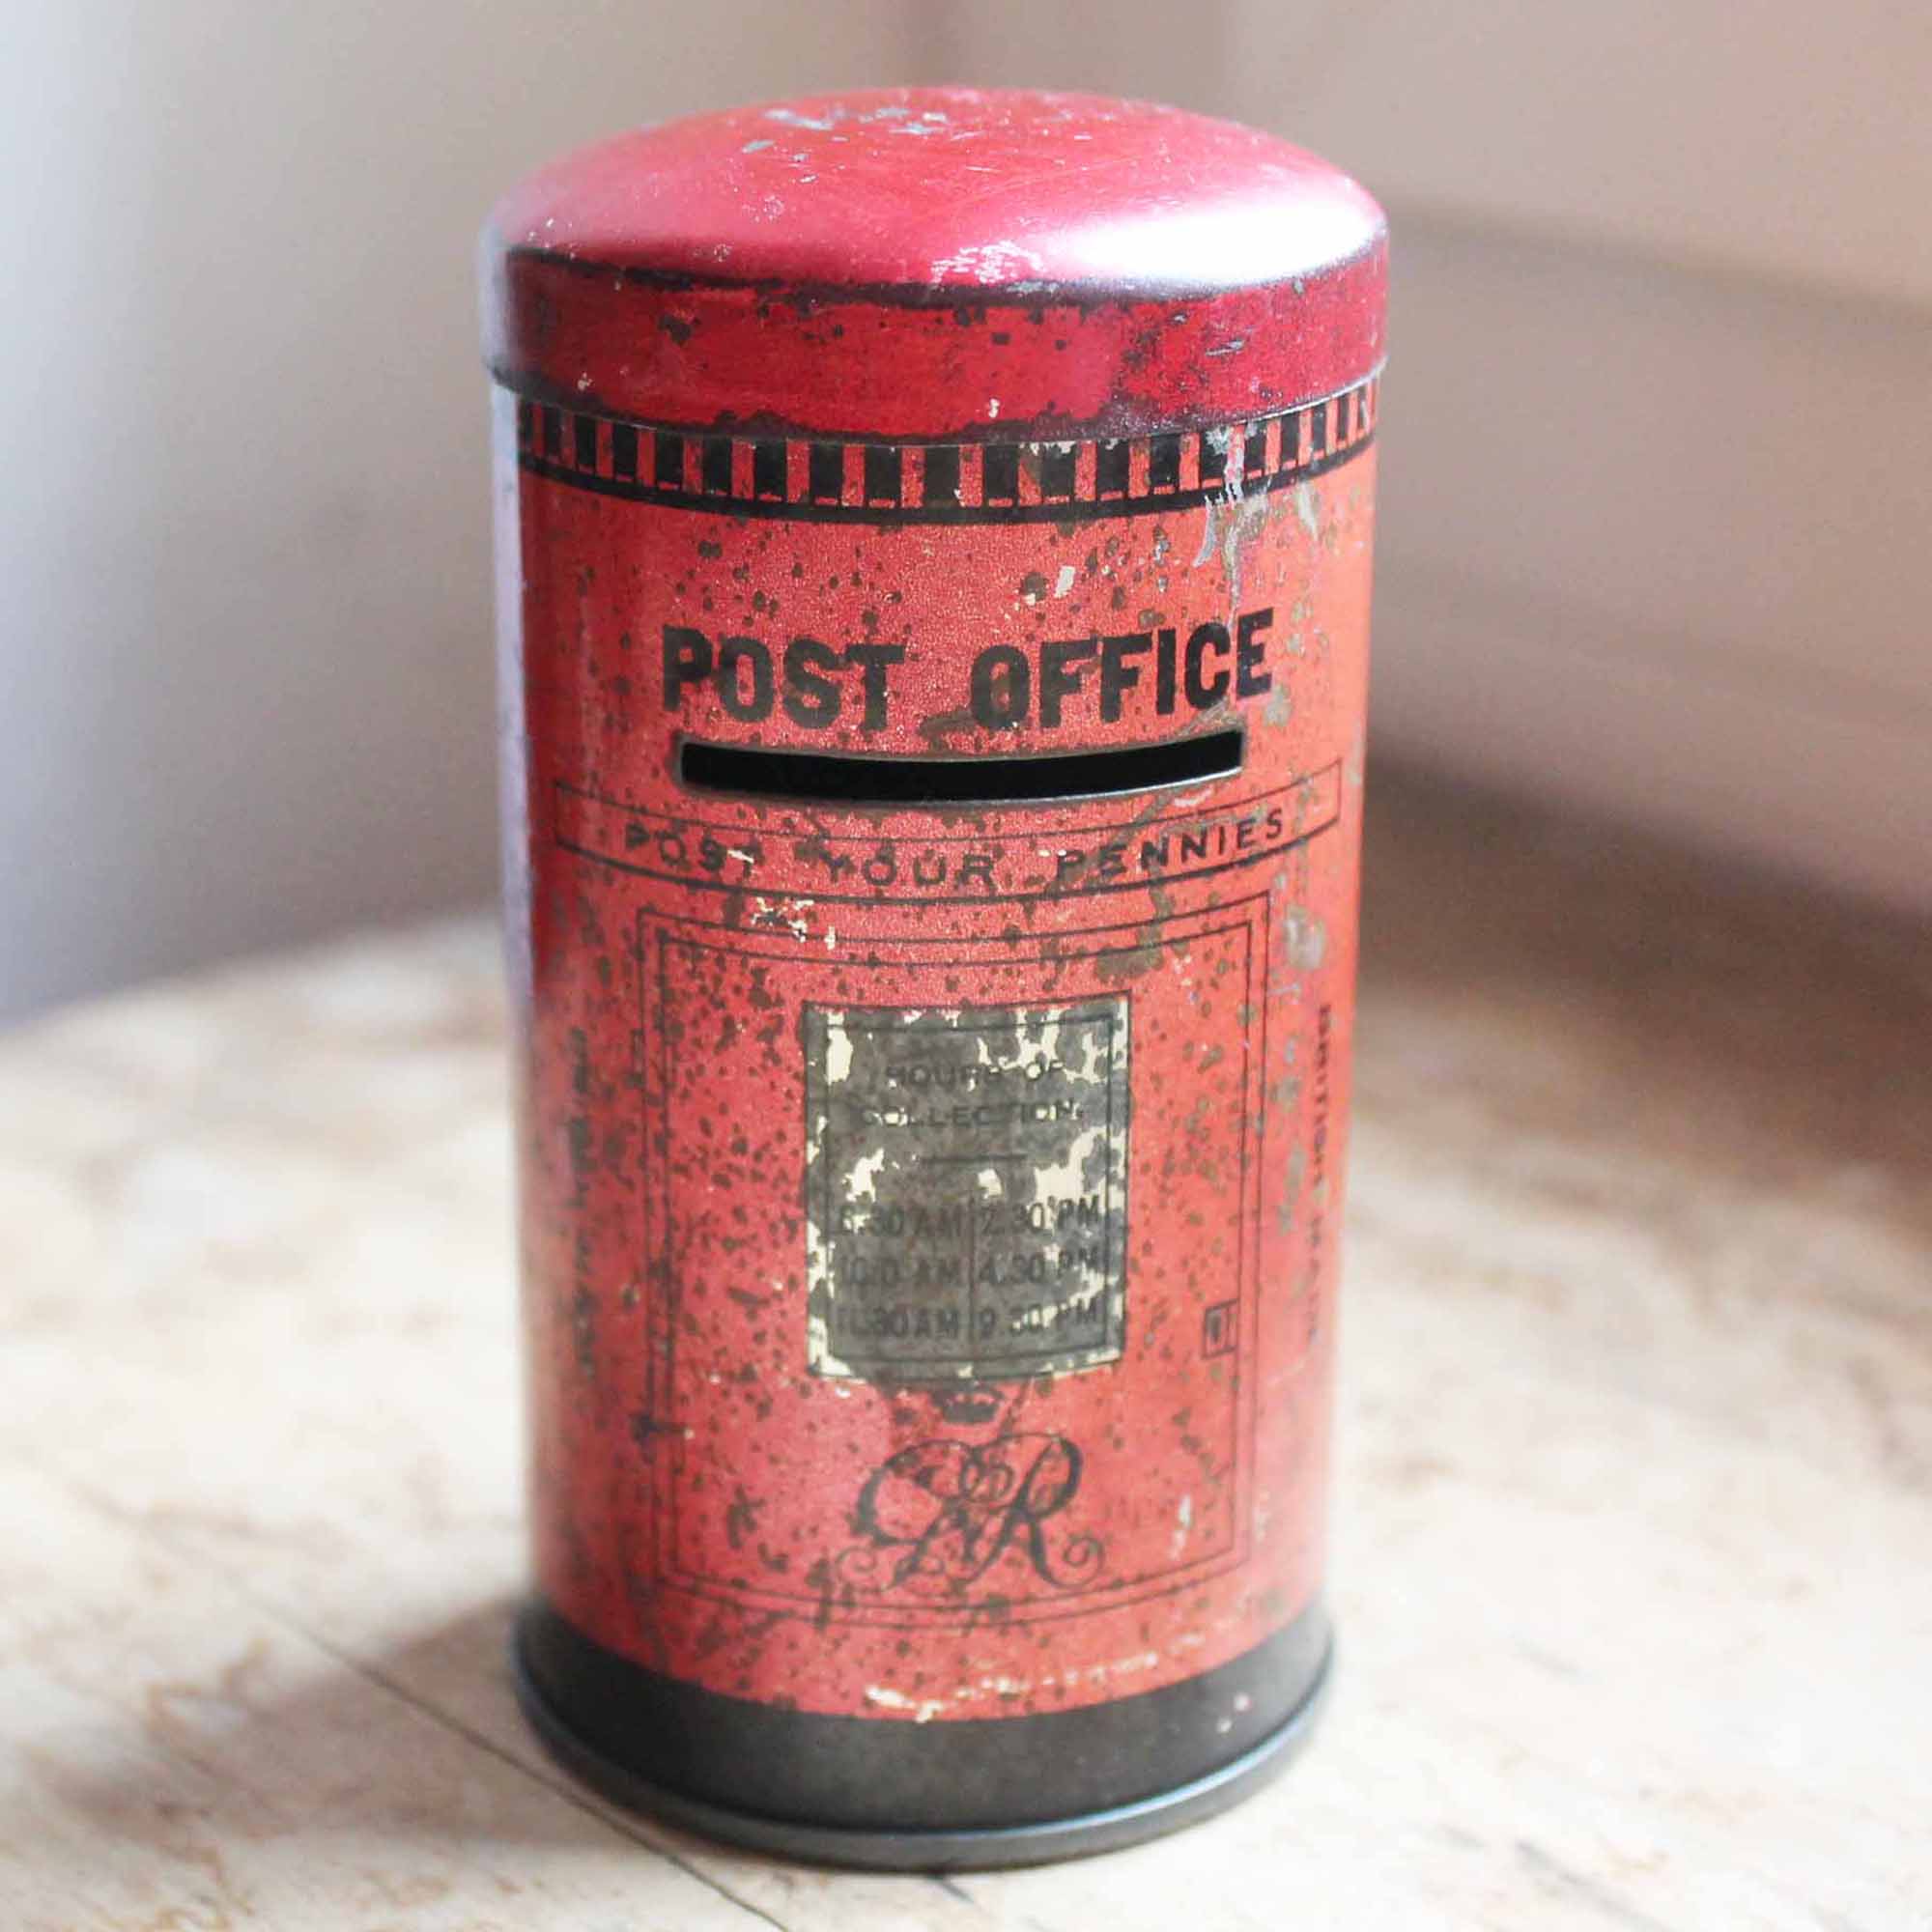 POST OFFICE
POST YOUR PENNIES
HOURS OF
COLLECTION
8.30 AM 2.30 PM
10.0 AM 4.30 PM
11.30 AM 9.30 PM
GR